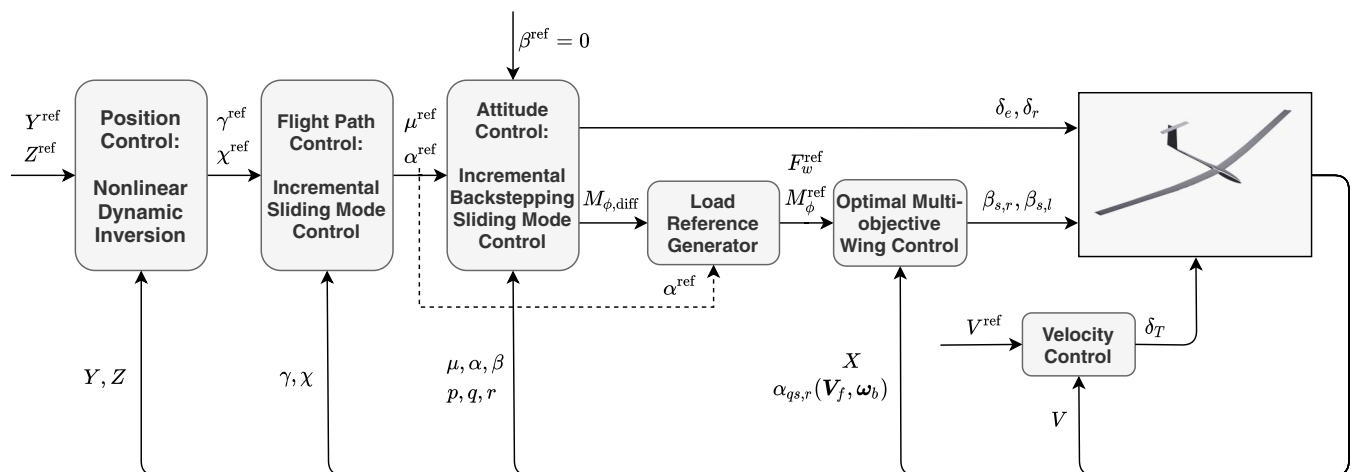 β^ref = 0
Y^ref
Z^ref
Position
Control:
Nonlinear
Dynamic
Inversion
γ^ref
χ^ref
Flight Path
Control:
Incremental
Sliding Mode
Control
μ^ref
α^ref
Attitude
Control:
Incremental
Backstepping
Sliding Mode
Control
δ_e, δ_r
M_ϕ,diff
Load
Reference
Generator
α^ref
F_w^ref
M_ϕ^ref
Optimal Multi-
objective
Wing Control
β_s,r, β_s,l
V^ref
Velocity
Control
δ_T
Y, Z
γ, χ
μ, α, β
p, q, r
X
α_qs,r(V_f, ω_b)
V